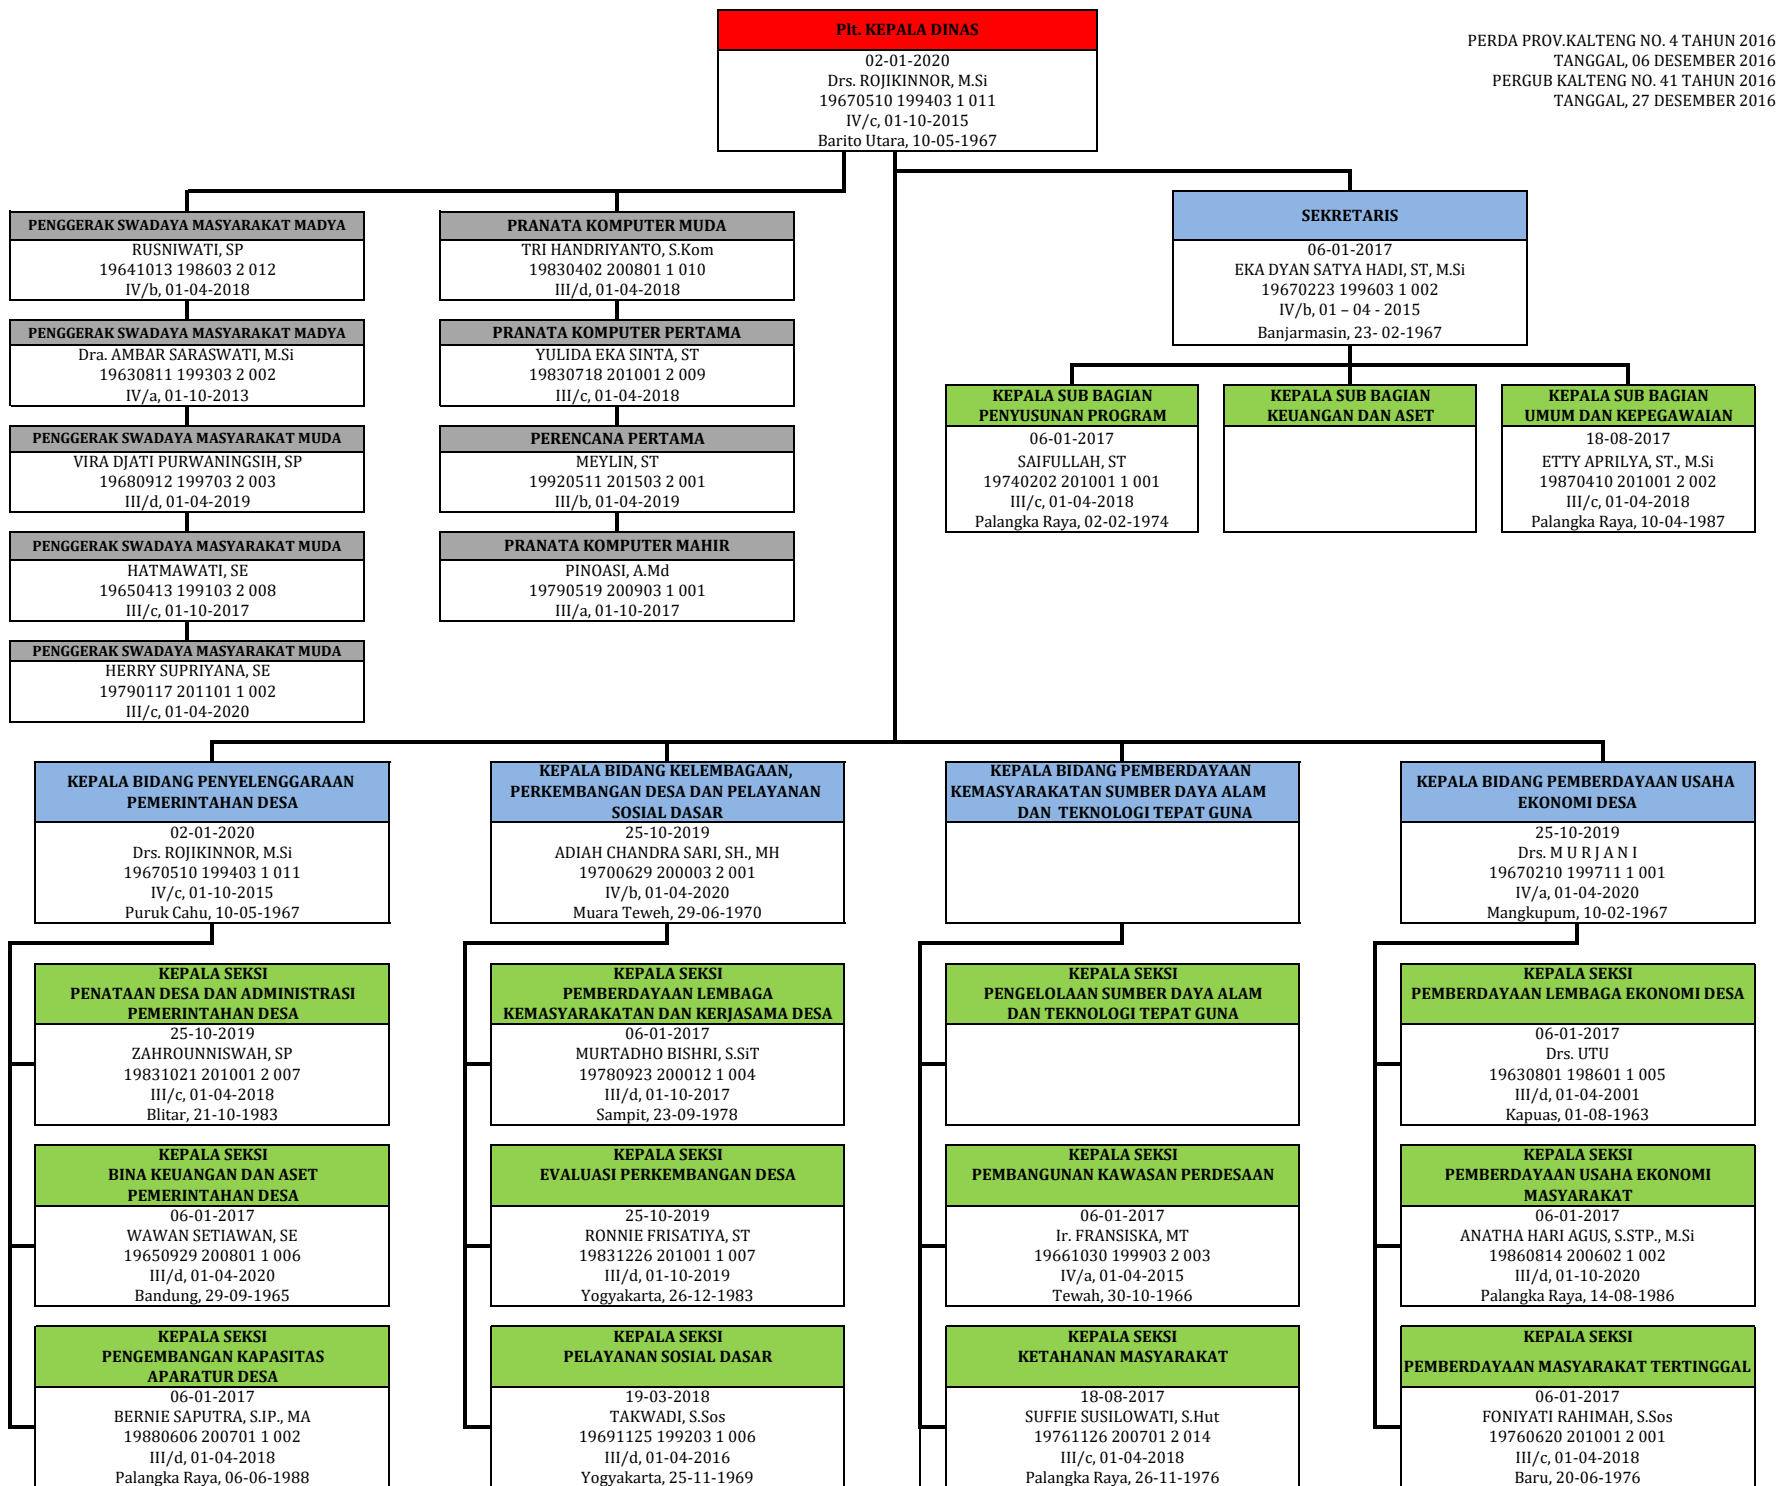 Plt. KEPALA DINAS
02-01-2020
Drs. ROJIKINNOR, M.Si
19670510 199403 1 011
IV/c, 01-10-2015
Barito Utara, 10-05-1967
PERDA PROV.KALTENG NO. 4 TAHUN 2016
TANGGAL, 06 DESEMBER 2016
PERGUB KALTENG NO. 41 TAHUN 2016
TANGGAL, 27 DESEMBER 2016
PENGGERAK SWADAYA MASYARAKAT MADYA
RUSNIWATI, SP
19641013 198603 2 012
IV/b, 01-04-2018
PENGGERAK SWADAYA MASYARAKAT MADYA
Dra. AMBAR SARASWATI, M.Si
19630811 199303 2 002
IV/a, 01-10-2013
PENGGERAK SWADAYA MASYARAKAT MUDA
VIRA DJATI PURWANINGSIH, SP
19680912 199703 2 003
III/d, 01-04-2019
PENGGERAK SWADAYA MASYARAKAT MUDA
HATMAWATI, SE
19650413 199103 2 008
III/c, 01-10-2017
PENGGERAK SWADAYA MASYARAKAT MUDA
HERRY SUPRIYANA, SE
19790117 201101 1 002
III/c, 01-04-2020
PRANATA KOMPUTER MUDA
TRI HANDRIYANTO, S.Kom
19830402 200801 1 010
III/d, 01-04-2018
PRANATA KOMPUTER PERTAMA
YULIDA EKA SINTA, ST
19830718 201001 2 009
III/c, 01-04-2018
PERENCANA PERTAMA
MEYLIN, ST
19920511 201503 2 001
III/b, 01-04-2019
PRANATA KOMPUTER MAHIR
PINOASI, A.Md
19790519 200903 1 001
III/a, 01-10-2017
SEKRETARIS
06-01-2017
EKA DYAN SATYA HADI, ST, M.Si
19670223 199603 1 002
IV/b, 01 – 04 - 2015
Banjarmasin, 23- 02-1967
KEPALA SUB BAGIAN
PENYUSUNAN PROGRAM
06-01-2017
SAIFULLAH, ST
19740202 201001 1 001
III/c, 01-04-2018
Palangka Raya, 02-02-1974
KEPALA SUB BAGIAN
KEUANGAN DAN ASET
KEPALA SUB BAGIAN
UMUM DAN KEPEGAWAIAN
18-08-2017
ETTY APRILYA, ST., M.Si
19870410 201001 2 002
III/c, 01-04-2018
Palangka Raya, 10-04-1987
KEPALA BIDANG PENYELENGGARAAN
PEMERINTAHAN DESA
02-01-2020
Drs. ROJIKINNOR, M.Si
19670510 199403 1 011
IV/c, 01-10-2015
Puruk Cahu, 10-05-1967
KEPALA SEKSI
PENATAAN DESA DAN ADMINISTRASI
PEMERINTAHAN DESA
25-10-2019
ZAHROUNNISWAH, SP
19831021 201001 2 007
III/c, 01-04-2018
Blitar, 21-10-1983
KEPALA SEKSI
BINA KEUANGAN DAN ASET
PEMERINTAHAN DESA
06-01-2017
WAWAN SETIAWAN, SE
19650929 200801 1 006
III/d, 01-04-2020
Bandung, 29-09-1965
KEPALA SEKSI
PENGEMBANGAN KAPASITAS
APARATUR DESA
06-01-2017
BERNIE SAPUTRA, S.IP., MA
19880606 200701 1 002
III/d, 01-04-2018
Palangka Raya, 06-06-1988
KEPALA BIDANG KELEMBAGAAN,
PERKEMBANGAN DESA DAN PELAYANAN
SOSIAL DASAR
25-10-2019
ADIAH CHANDRA SARI, SH., MH
19700629 200003 2 001
IV/b, 01-04-2020
Muara Teweh, 29-06-1970
KEPALA SEKSI
PEMBERDAYAAN LEMBAGA
KEMASYARAKATAN DAN KERJASAMA DESA
06-01-2017
MURTADHO BISHRI, S.SiT
19780923 200012 1 004
III/d, 01-10-2017
Sampit, 23-09-1978
KEPALA SEKSI
EVALUASI PERKEMBANGAN DESA
25-10-2019
RONNIE FRISATIYA, ST
19831226 201001 1 007
III/d, 01-10-2019
Yogyakarta, 26-12-1983
KEPALA SEKSI
PELAYANAN SOSIAL DASAR
19-03-2018
TAKWADI, S.Sos
19691125 199203 1 006
III/d, 01-04-2016
Yogyakarta, 25-11-1969
KEPALA BIDANG PEMBERDAYAAN
KEMASYARAKATAN SUMBER DAYA ALAM
DAN TEKNOLOGI TEPAT GUNA
KEPALA SEKSI
PENGELOLAAN SUMBER DAYA ALAM
DAN TEKNOLOGI TEPAT GUNA
KEPALA SEKSI
PEMBANGUNAN KAWASAN PERDESAAN
06-01-2017
Ir. FRANSISKA, MT
19661030 199903 2 003
IV/a, 01-04-2015
Tewah, 30-10-1966
KEPALA SEKSI
KETAHANAN MASYARAKAT
18-08-2017
SUFFIE SUSILOWATI, S.Hut
19761126 200701 2 014
III/c, 01-04-2018
Palangka Raya, 26-11-1976
KEPALA BIDANG PEMBERDAYAAN USAHA
EKONOMI DESA
25-10-2019
Drs. M U R J A N I
19670210 199711 1 001
IV/a, 01-04-2020
Mangkupum, 10-02-1967
KEPALA SEKSI
PEMBERDAYAAN LEMBAGA EKONOMI DESA
06-01-2017
Drs. UTU
19630801 198601 1 005
III/d, 01-04-2001
Kapuas, 01-08-1963
KEPALA SEKSI
PEMBERDAYAAN USAHA EKONOMI
MASYARAKAT
06-01-2017
ANATHA HARI AGUS, S.STP., M.Si
19860814 200602 1 002
III/d, 01-10-2020
Palangka Raya, 14-08-1986
KEPALA SEKSI
PEMBERDAYAAN MASYARAKAT TERTINGGAL
06-01-2017
FONIYATI RAHIMAH, S.Sos
19760620 201001 2 001
III/c, 01-04-2018
Baru, 20-06-1976